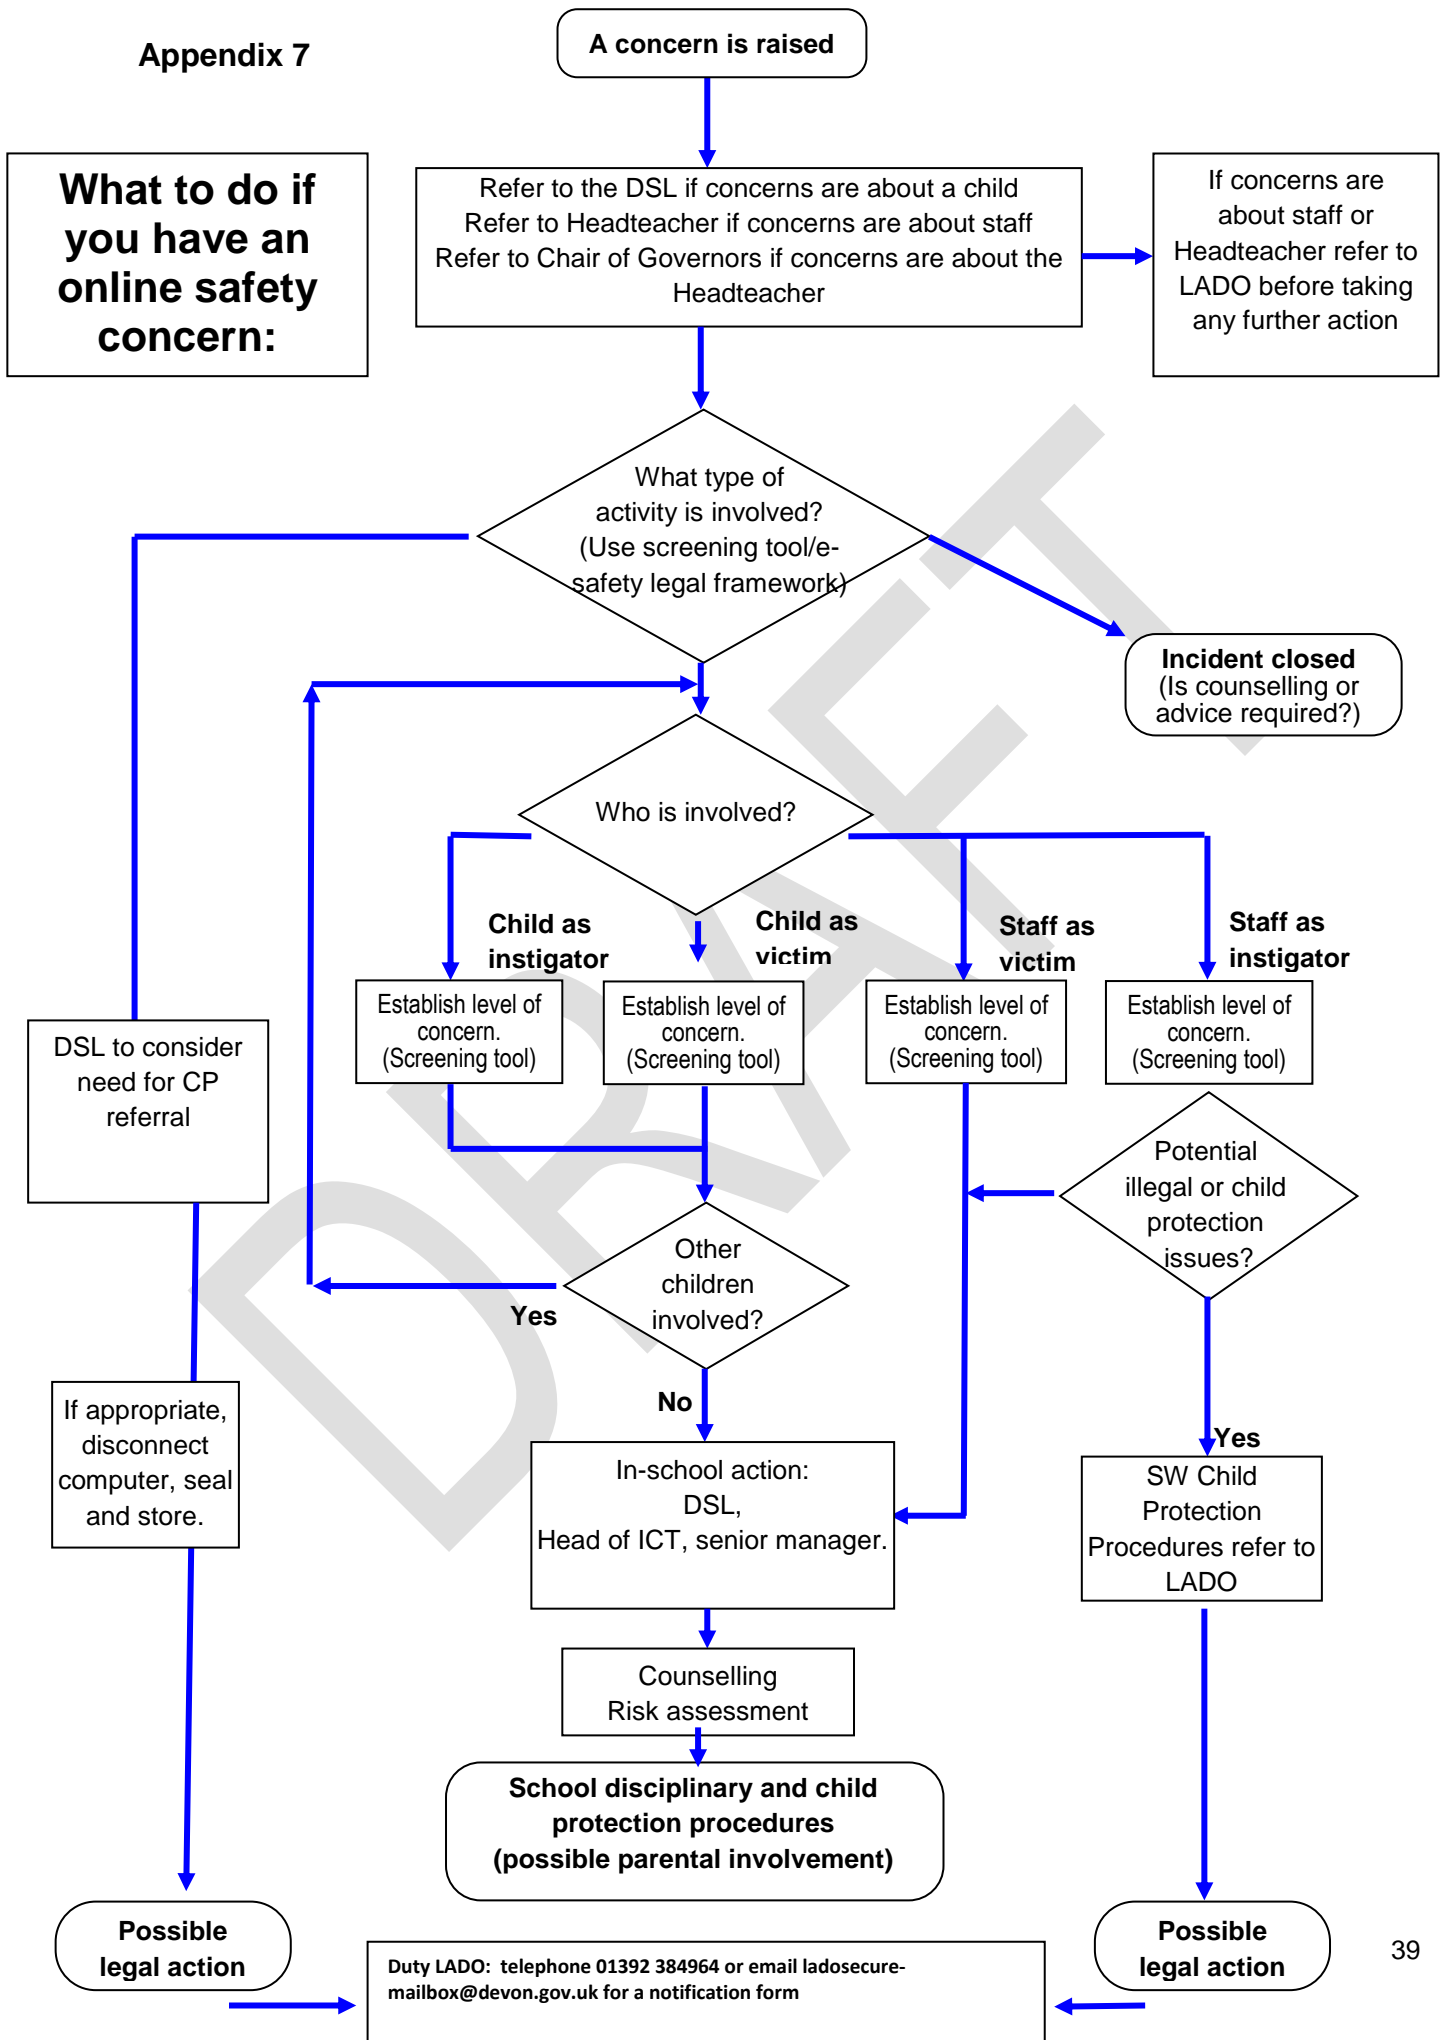 Appendix 7
A concern is raised
What to do if
you have an
online safety
concern:
Refer to the DSL if concerns are about a child
Refer to Headteacher if concerns are about staff
Refer to Chair of Governors if concerns are about the
Headteacher
If concerns are
about staff or
Headteacher refer to
LADO before taking
any further action
What type of
activity is involved?
(Use screening tool/e-
safety legal framework)
Incident closed
(Is counselling or
advice required?)
Who is involved?
Child as
instigator
Child as
victim
Staff as
victim
Staff as
instigator
Establish level of
concern.
(Screening tool)
Establish level of
concern.
(Screening tool)
Establish level of
concern.
(Screening tool)
Establish level of
concern.
(Screening tool)
DSL to consider
need for CP
referral
Potential
illegal or child
protection
issues?
Other
children
involved?
Yes
No
If appropriate,
disconnect
computer, seal
and store.
In-school action:
DSL,
Head of ICT, senior manager.
Yes
SW Child
Protection
Procedures refer to
LADO
Counselling
Risk assessment
School disciplinary and child
protection procedures
(possible parental involvement)
Possible
legal action
Possible
legal action
Duty LADO: telephone 01392 384964 or email ladosecure-
mailbox@devon.gov.uk for a notification form
39
DRAFT